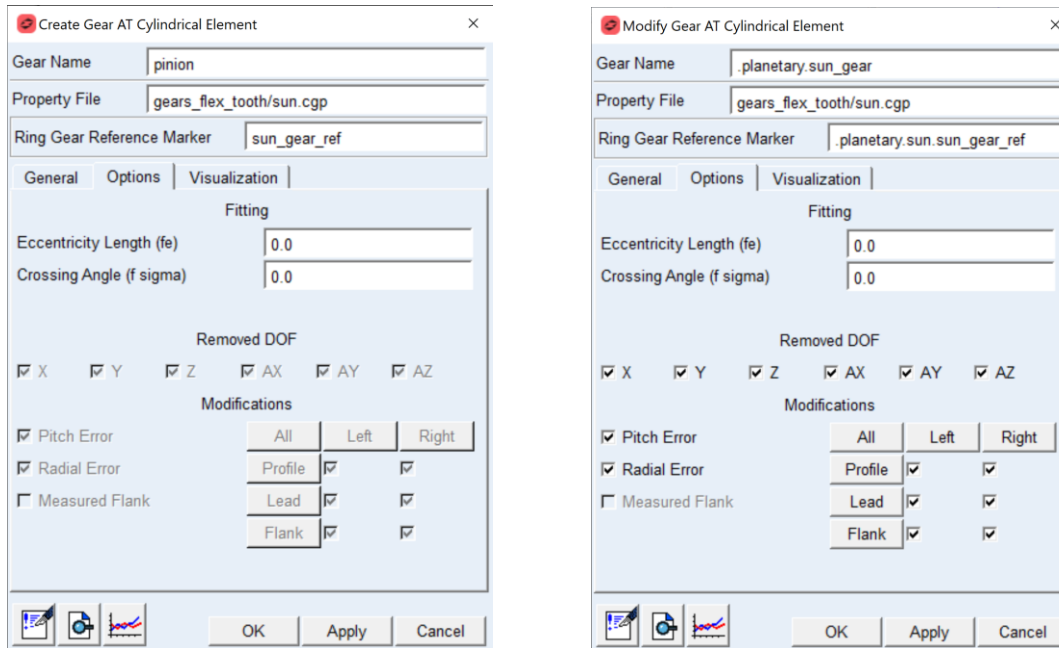 Create Gear AT Cylindrical Element
Gear Name pinion
Property File gears_flex_tooth/sun.cgp
Ring Gear Reference Marker sun_gear_ref
General Options Visualization
Fitting
Eccentricity Length (fe) 0.0
Crossing Angle (f sigma) 0.0
Removed DOF
X Y Z AX AY AZ
Modifications
Pitch Error All Left Right
Radial Error Profile
Measured Flank Lead
Flank
OK Apply Cancel
Modify Gear AT Cylindrical Element
Gear Name .planetary.sun_gear
Property File gears_flex_tooth/sun.cgp
Ring Gear Reference Marker .planetary.sun.sun_gear_ref
General Options Visualization
Fitting
Eccentricity Length (fe) 0.0
Crossing Angle (f sigma) 0.0
Removed DOF
X Y Z AX AY AZ
Modifications
Pitch Error All Left Right
Radial Error Profile
Measured Flank Lead
Flank
OK Apply Cancel